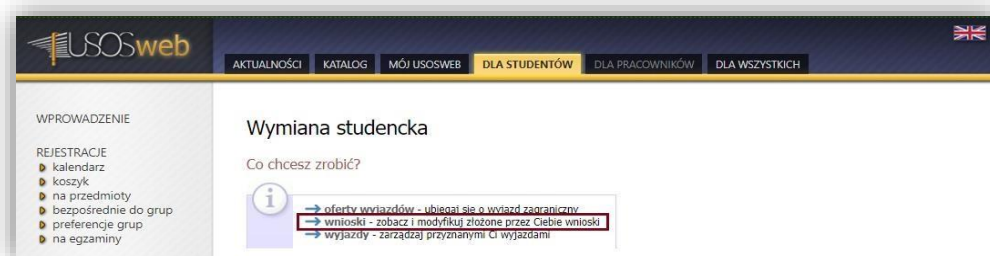 USOSweb
AKTUALNOŚCI KATALOG MÓJ USOSWEB DLA STUDENTÓW DLA PRACOWNIKÓW DLA WSZYSTKICH
WPROWADZENIE
REJESTRACJE
kalendarz
koszyk
na przedmioty
bezpośrednie do grup
preferencje grup
na egzaminy
Wymiana studencka
Co chcesz zrobić?
i
→ oferty wyjazdów - ubiegaj się o wyjazd zagraniczny
→ wnioski - zobacz i modyfikuj złożone przez Ciebie wnioski
→ wyjazdy - zarządzaj przyznanymi Ci wyjazdami